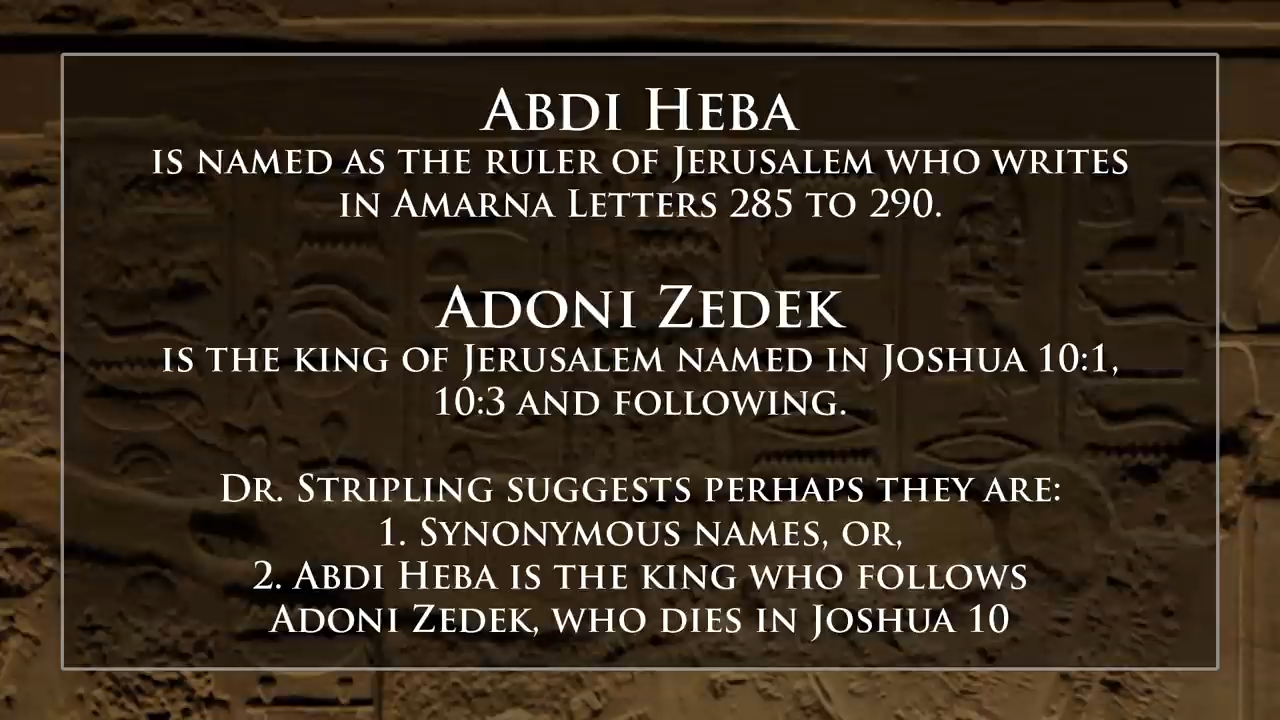 Abdi Heba
is named as the ruler of Jerusalem who writes
in Amarna Letters 285 to 290.
Adoni Zedek
is the king of Jerusalem named in Joshua 10:1,
10:3 and following.
Dr. Stripling suggests perhaps they are:
1. Synonymous names, or,
2. Abdi Heba is the king who follows
Adoni Zedek, who dies in Joshua 10